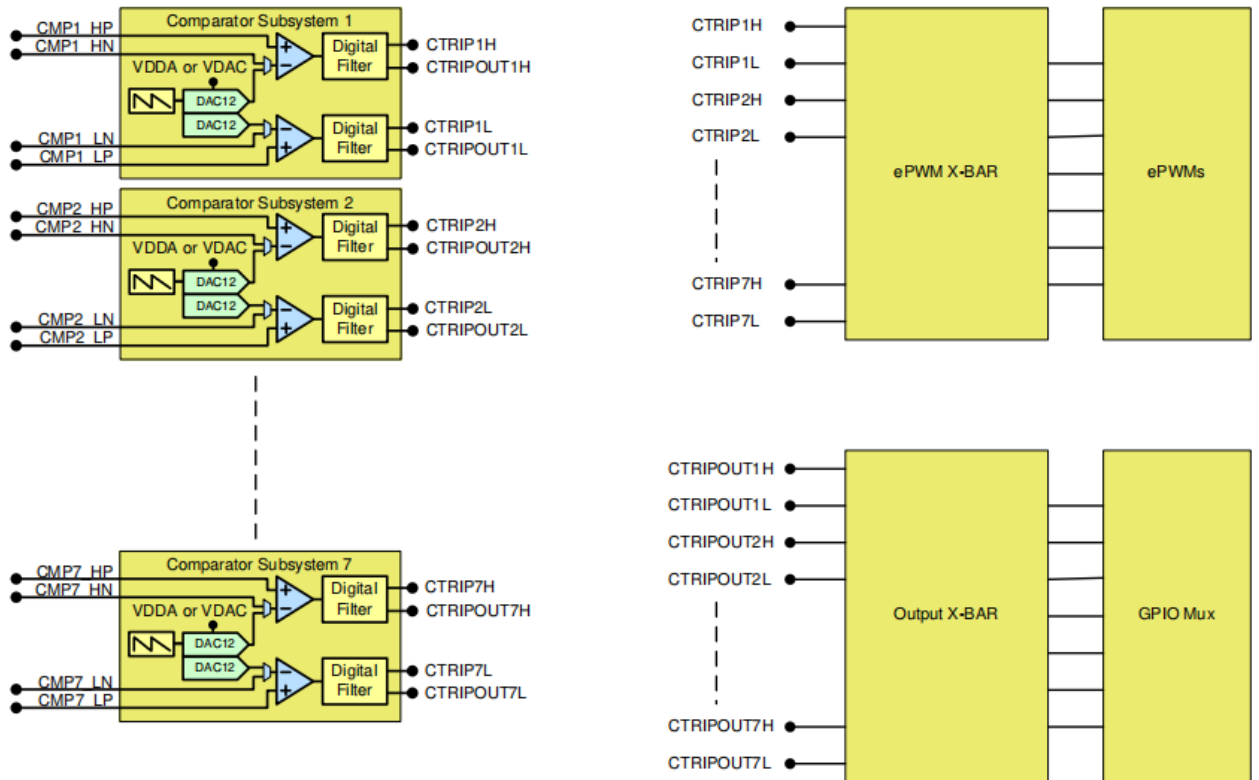 Comparator Subsystem 1
CMP1_HP
CMP1_HN
VDDA or VDAC
DAC12
DAC12
CMP1_LN
CMP1_LP
Digital
Filter
CTRIP1H
CTRIPOUT1H
Digital
Filter
CTRIP1L
CTRIPOUT1L
Comparator Subsystem 2
CMP2_HP
CMP2_HN
VDDA or VDAC
DAC12
DAC12
CMP2_LN
CMP2_LP
Digital
Filter
CTRIP2H
CTRIPOUT2H
Digital
Filter
CTRIP2L
CTRIPOUT2L
Comparator Subsystem 7
CMP7_HP
CMP7_HN
VDDA or VDAC
DAC12
DAC12
CMP7_LN
CMP7_LP
Digital
Filter
CTRIP7H
CTRIPOUT7H
Digital
Filter
CTRIP7L
CTRIPOUT7L
CTRIP1H
CTRIP1L
CTRIP2H
CTRIP2L
CTRIP7H
CTRIP7L
ePWM X-BAR
ePWMs
CTRIPOUT1H
CTRIPOUT1L
CTRIPOUT2H
CTRIPOUT2L
CTRIPOUT7H
CTRIPOUT7L
Output X-BAR
GPIO Mux